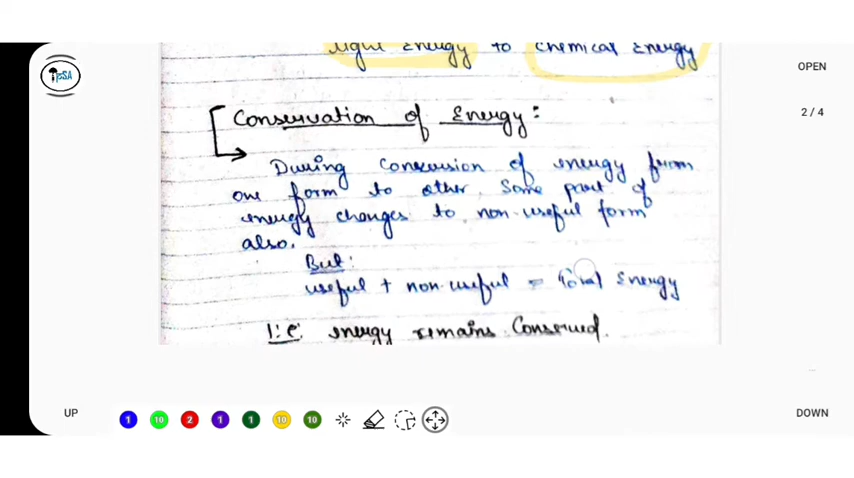 light Energy to chemical Energy
PSA
OPEN
2 / 4
Conservation of Energy:
During conversion of energy from
one form to other, some part of
energy changes to non-useful form
also.
But:
useful + non-useful = Total Energy
I:e: energy remains Conserved.
UP
1 10 2 1 1 10 10
DOWN